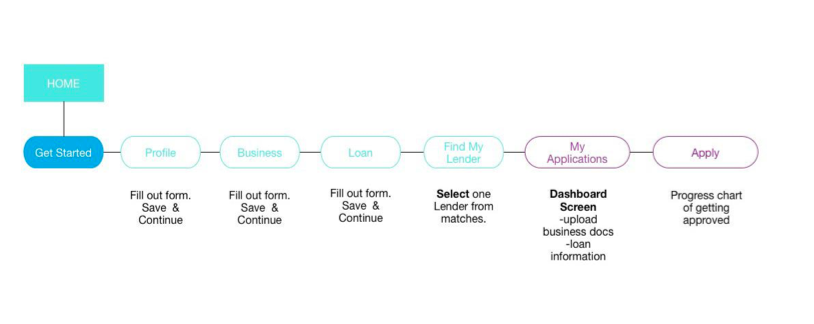 HOME
Get Started
Profile
Business
Loan
Find My
Lender
My
Applications
Apply
Fill out form.
Save &
Continue
Fill out form.
Save &
Continue
Fill out form.
Save &
Continue
Select one
Lender from
matches.
Dashboard
Screen
-upload
business docs
-loan
information
Progress chart
of getting
approved